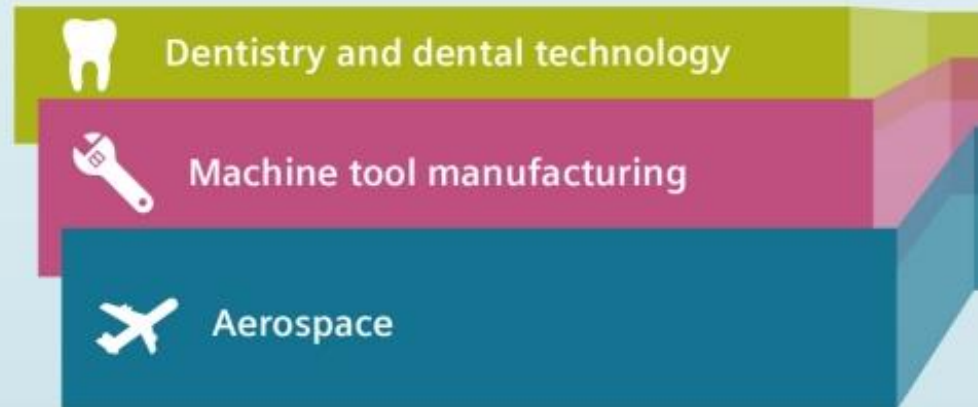 Dentistry and dental technology
Machine tool manufacturing
Aerospace